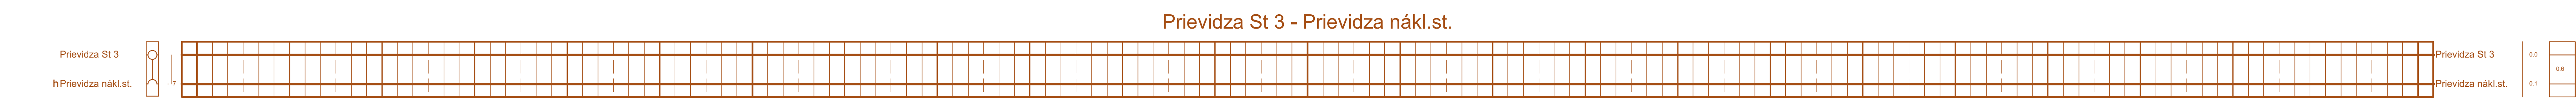 Prievidza St 3 - Prievidza nákl.st.
Prievidza St 3
Prievidza St 3
0.0
0.6
h Prievidza nákl.st.
7
Prievidza nákl.st.
0.1